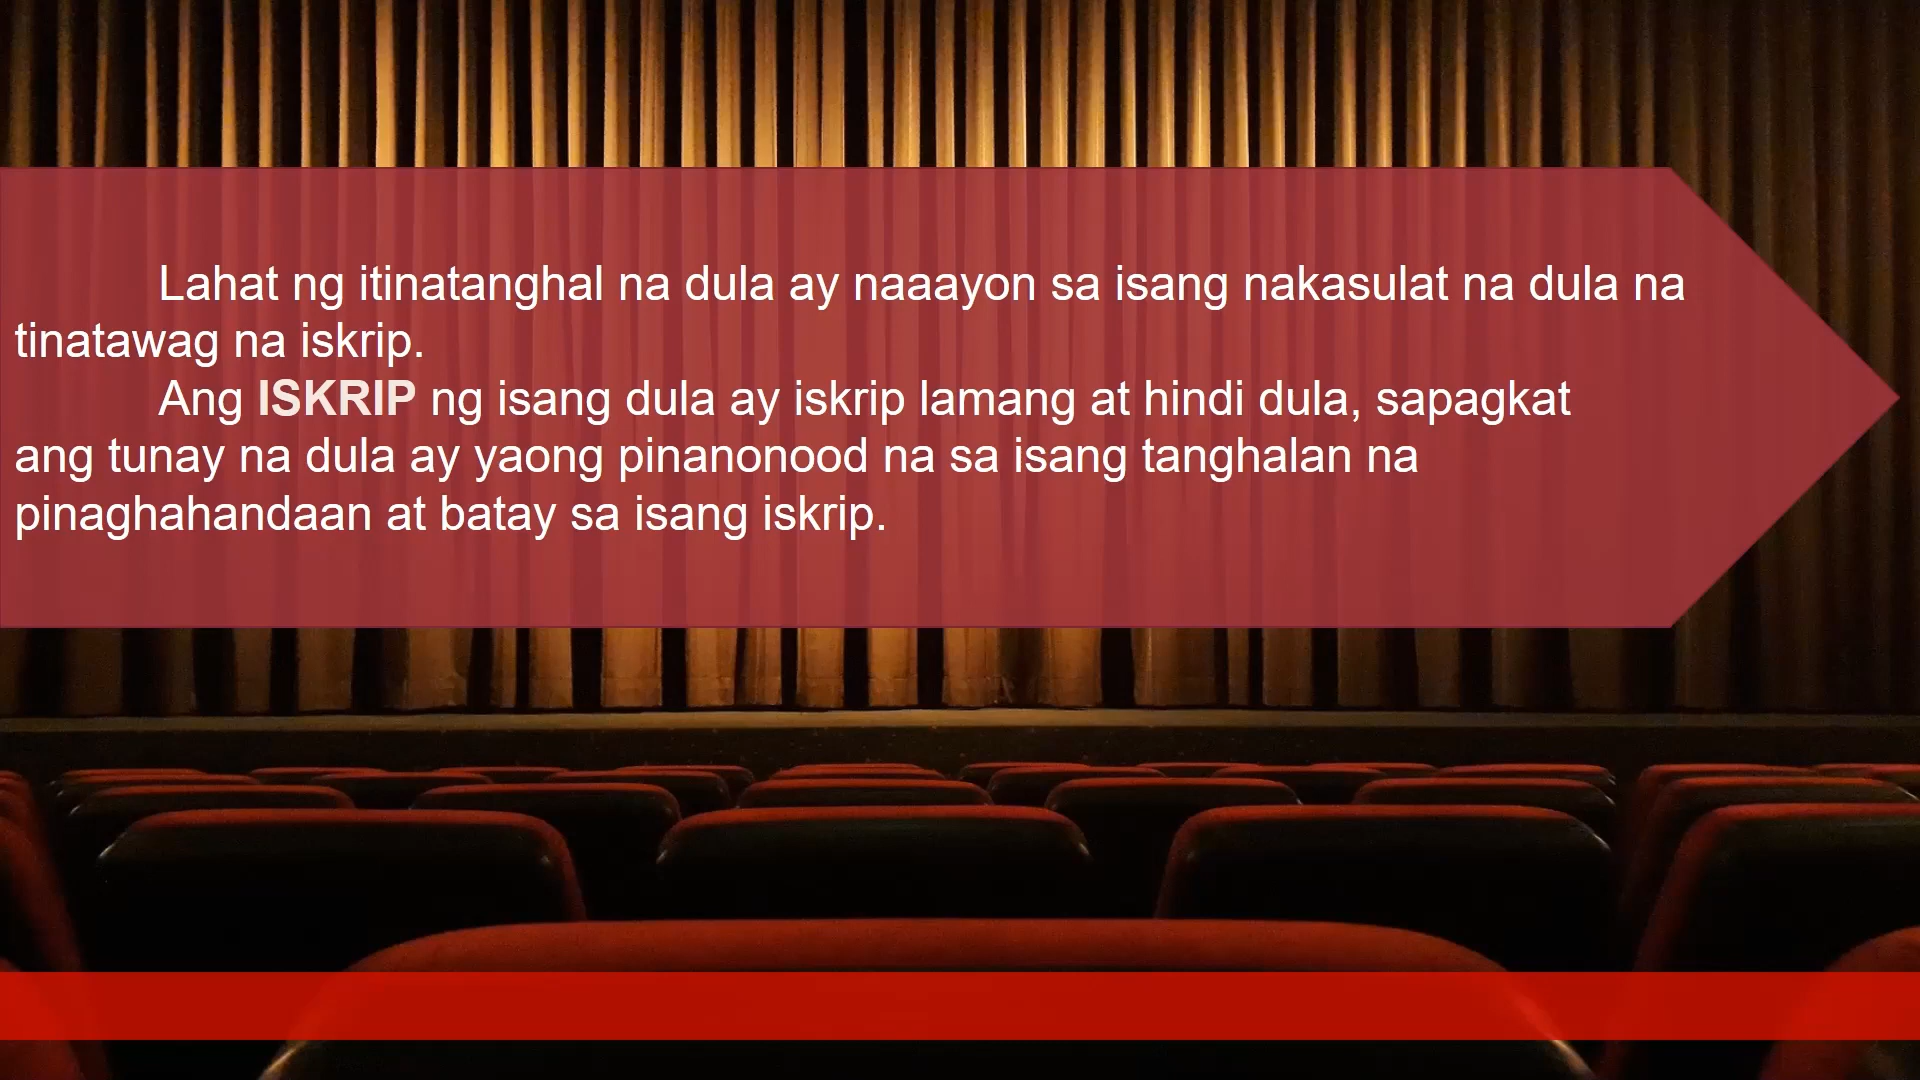 Lahat ng itinatanghal na dula ay naaayon sa isang nakasulat na dula na
tinatawag na iskrip.
Ang ISKRIP ng isang dula ay iskrip lamang at hindi dula, sapagkat
ang tunay na dula ay yaong pinanonood na sa isang tanghalan na
pinaghahandaan at batay sa isang iskrip.